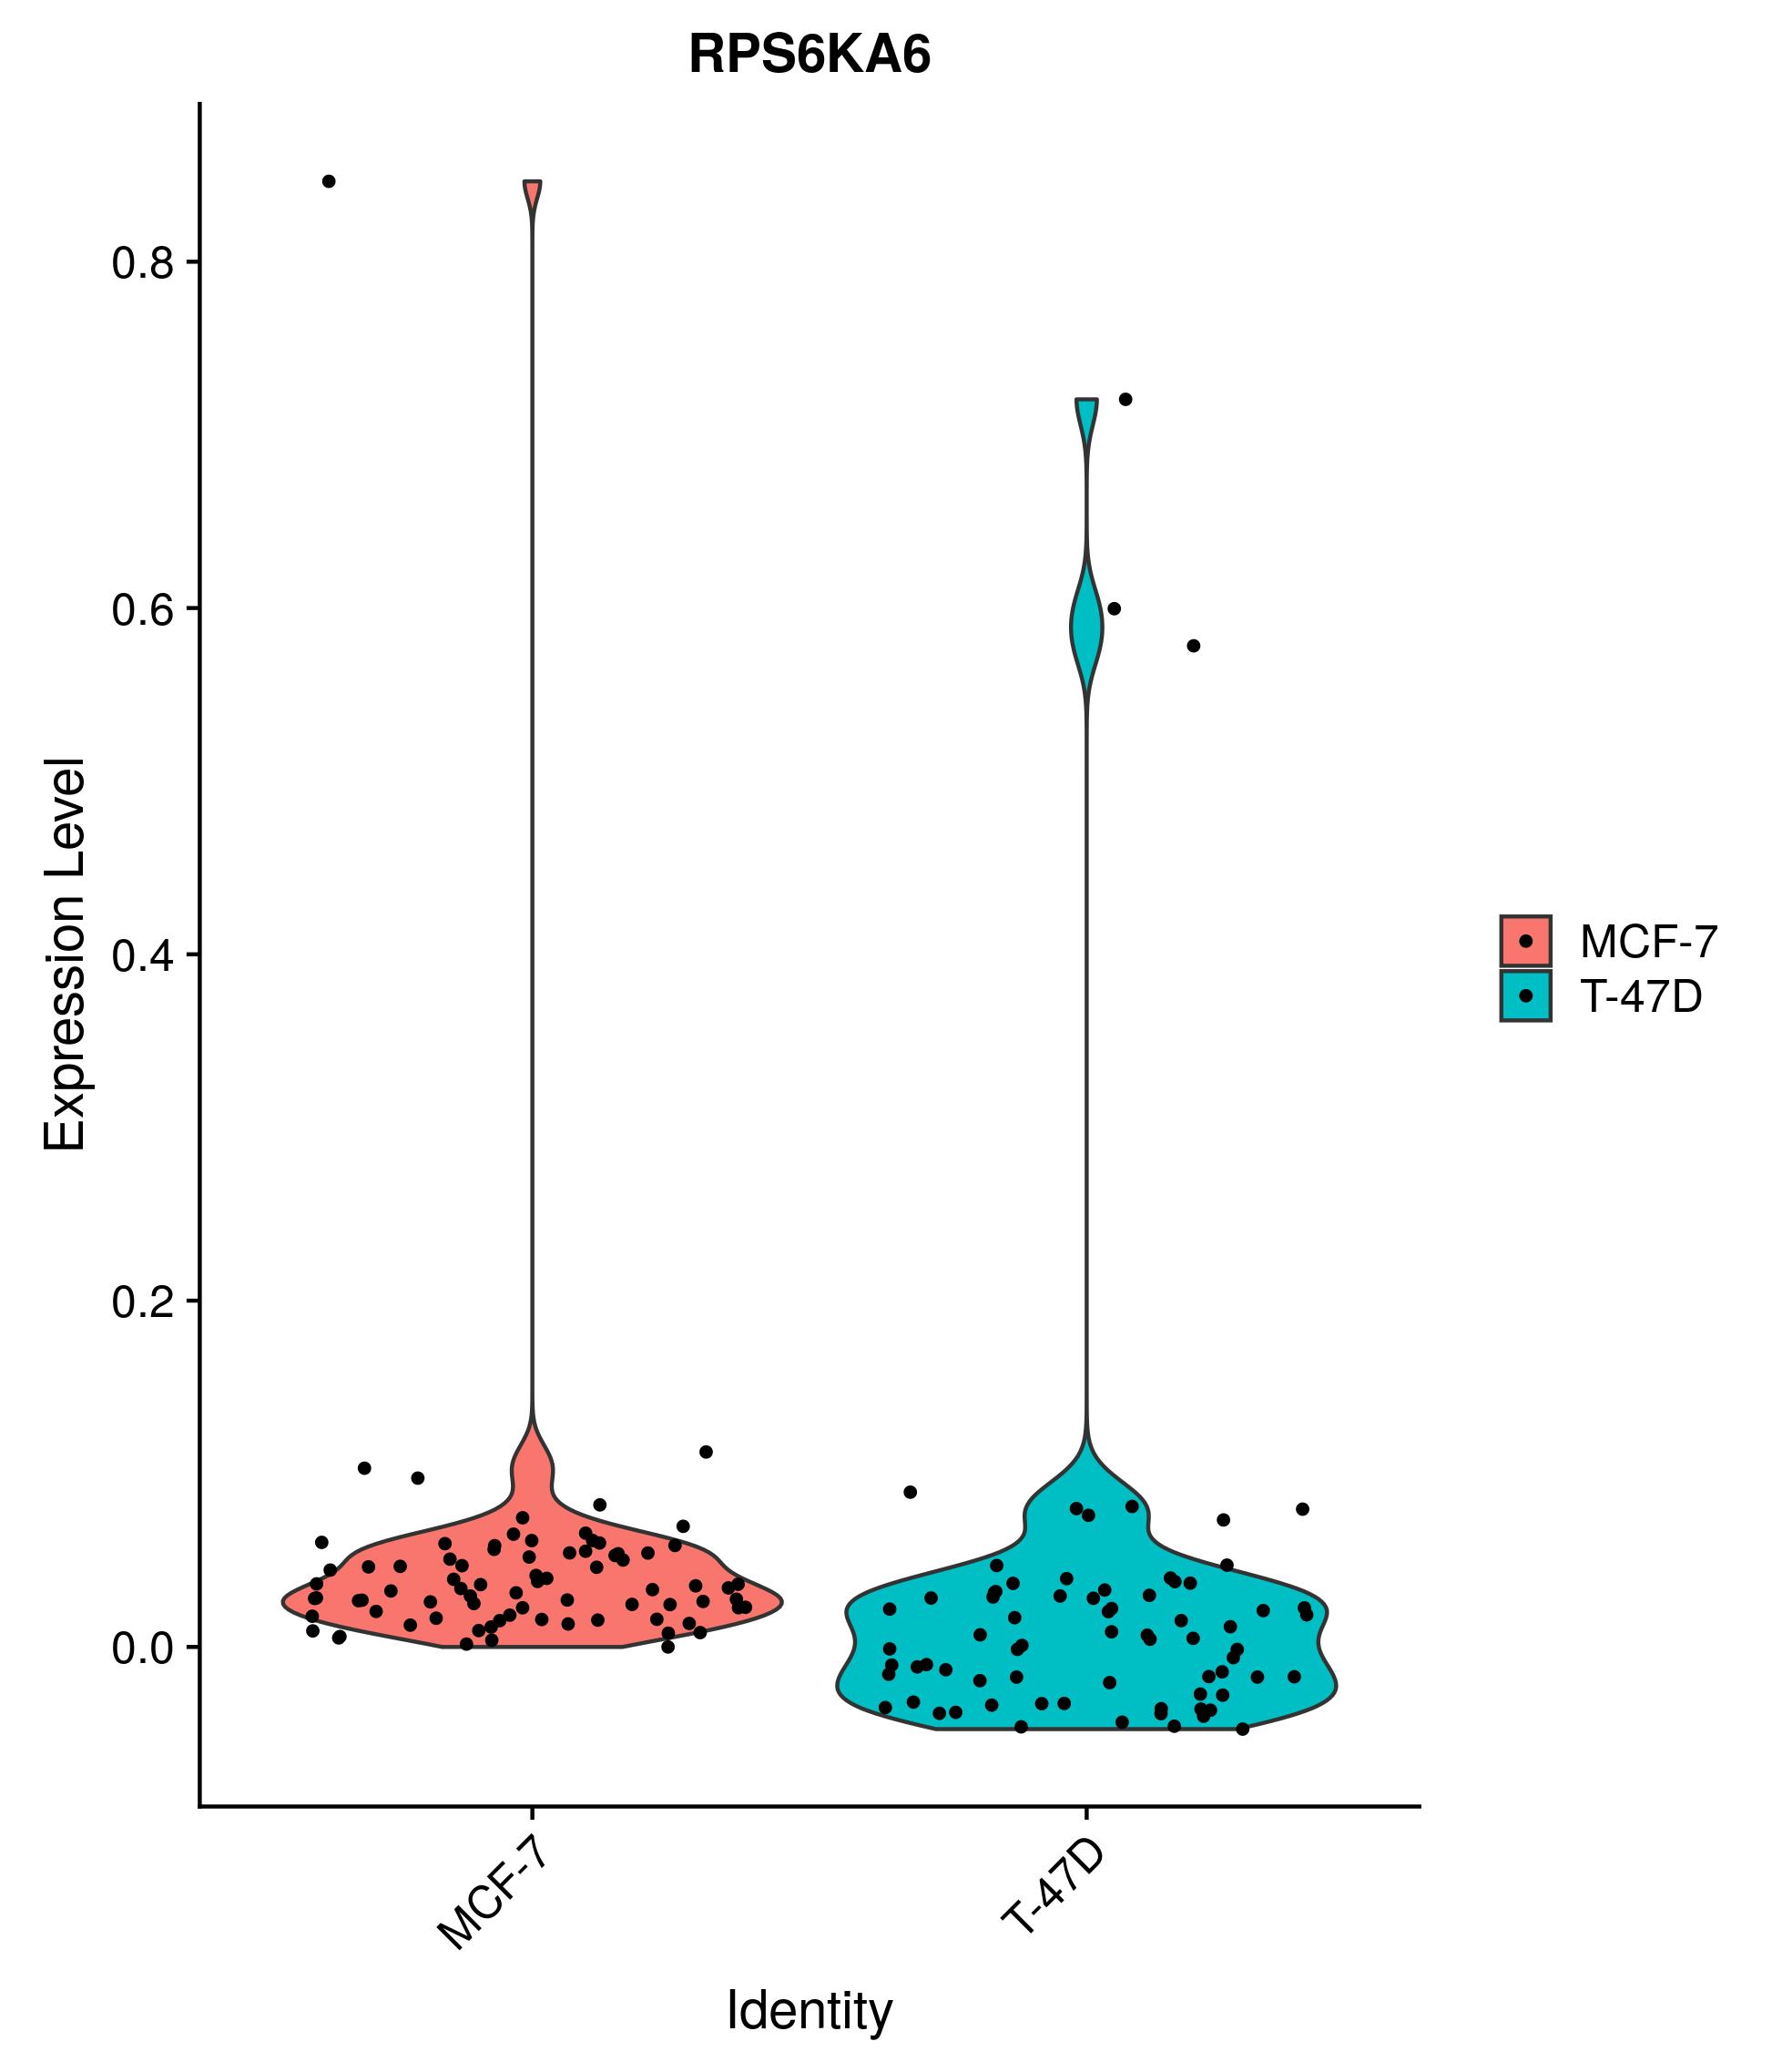 RPS6KA6
Expression Level
0.8
0.6
0.4
0.2
0.0
MCF-7
T-47D
Identity
MCF-7
T-47D